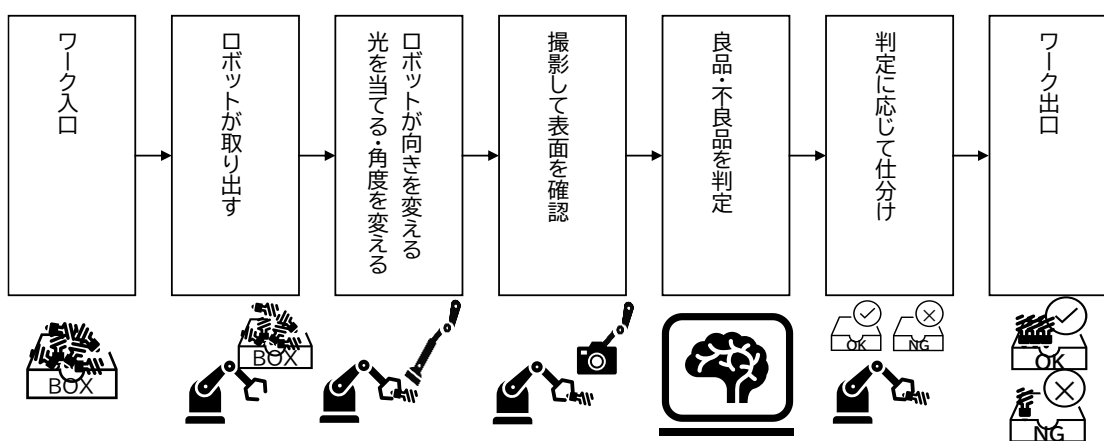 ワーク入口
ロボットが取り出す
ロボットが向きを変える
光を当てる・角度を変える
撮影して表面を確認
良品・不良品を判定
判定に応じて仕分け
ワーク出口
BOX
BOX
OK
NG
OK
NG